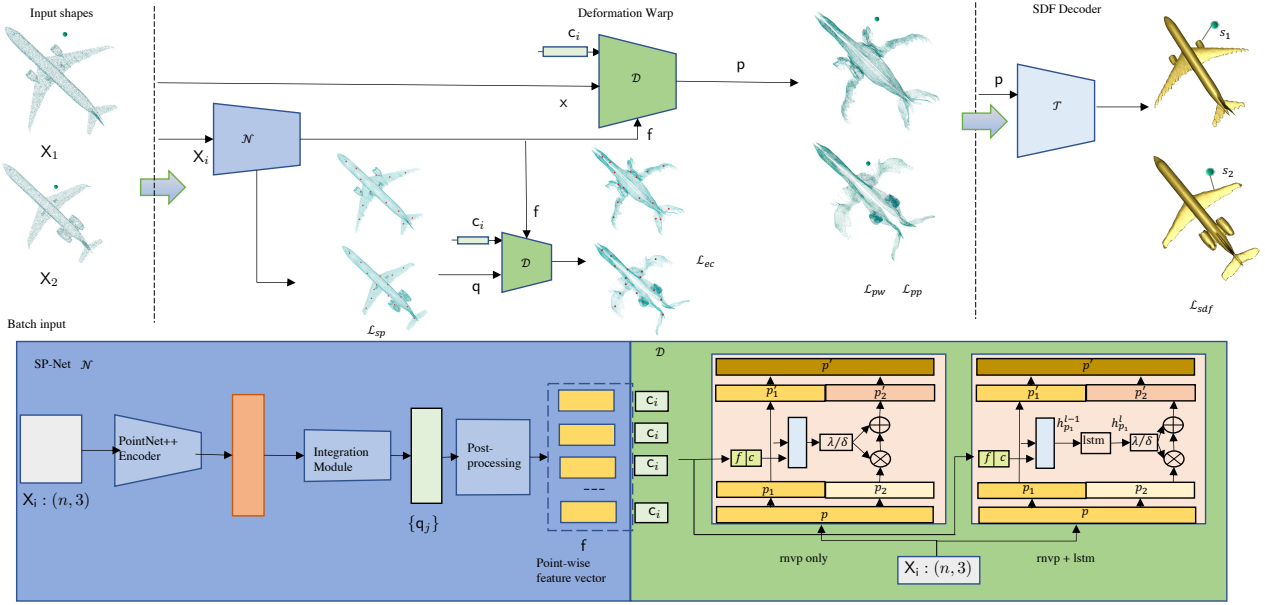 Input shapes
Deformation Warp
SDF Decoder
c_i
𝒟
p
x
X_1
X_i
𝒩
f
p
𝒯
s_1
s_2
X_2
c_i
f
q
𝒟
ℒ_ec
ℒ_pw ℒ_pp
ℒ_sp
ℒ_sdf
Batch input
SP-Net 𝒩
PointNet++
Encoder
Integration
Module
Post-
processing
X_i : (n, 3)
{q_j}
f
Point-wise
feature vector
𝒟
c_i
c_i
c_i
c_i
p′
p′_1 p′_2
λ/δ
f c
p_1 p_2
p
rnvp only
p′
p′_1 p′_2
h^{l−1}_{p_1} h^l_{p_1}
lstm λ/δ
f c
p_1 p_2
p
rnvp + lstm
X_i : (n, 3)